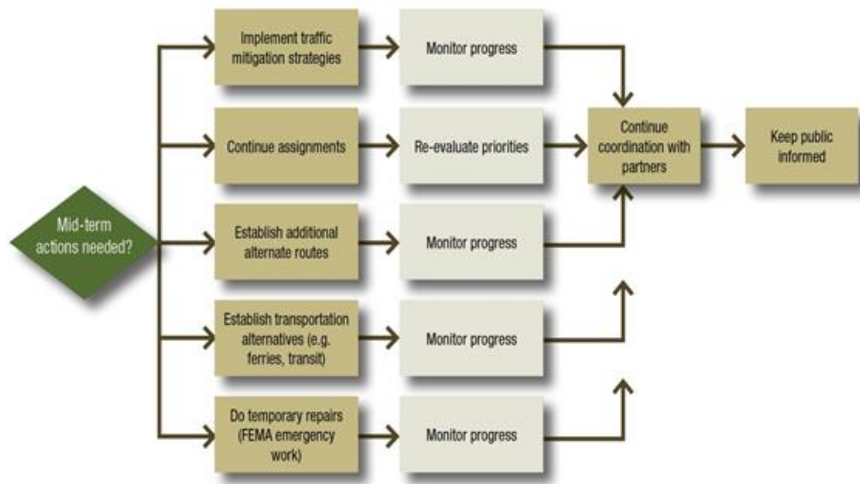 Implement traffic
mitigation strategies
Monitor progress
Continue assignments
Re-evaluate priorities
Continue
coordination with
partners
Keep public
informed
Mid-term
actions needed?
Establish additional
alternate routes
Monitor progress
Establish transportation
alternatives (e.g.
ferries, transit)
Monitor progress
Do temporary repairs
(FEMA emergency
work)
Monitor progress